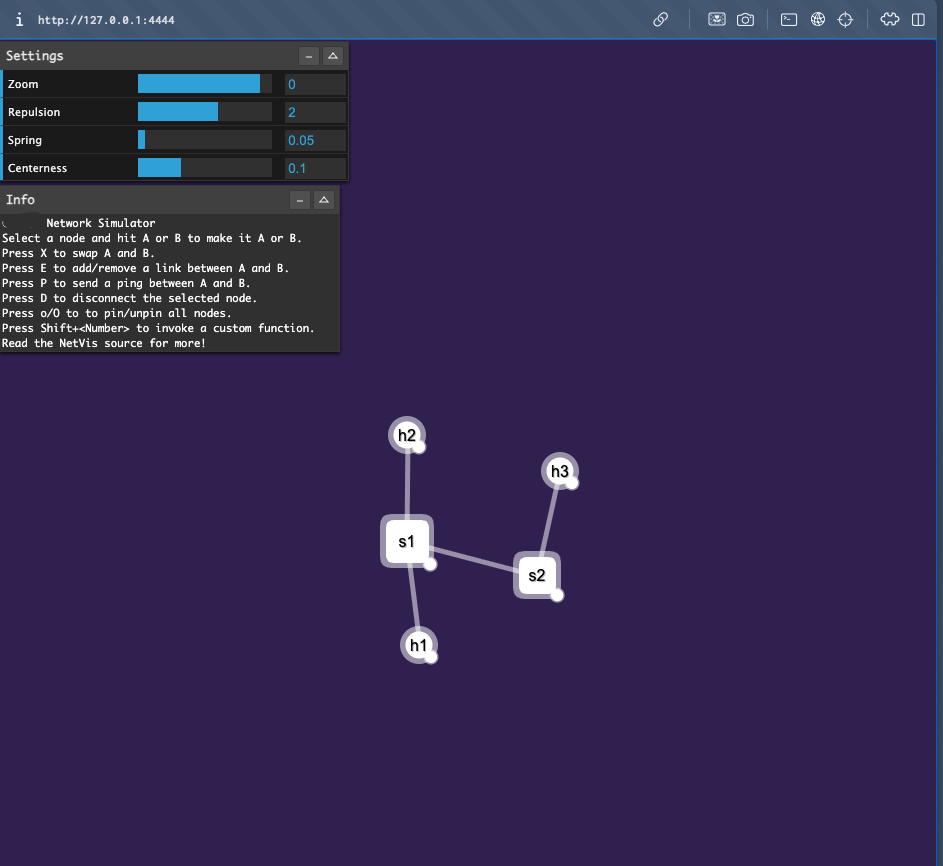 http://127.0.0.1:4444
Settings
Zoom 0
Repulsion 2
Spring 0.05
Centerness 0.1
Info
Network Simulator
Select a node and hit A or B to make it A or B.
Press X to swap A and B.
Press E to add/remove a link between A and B.
Press P to send a ping between A and B.
Press D to disconnect the selected node.
Press o/O to to pin/unpin all nodes.
Press Shift+<Number> to invoke a custom function.
Read the NetVis source for more!
h2
h3
s1
s2
h1